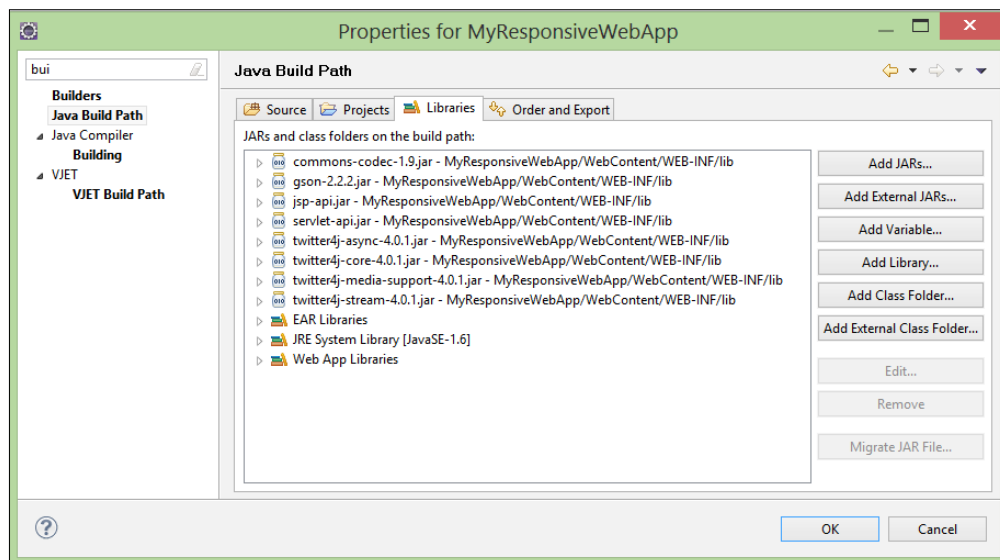 Properties for MyResponsiveWebApp
bui
Builders
Java Build Path
Java Compiler
Building
VJET
VJET Build Path
Java Build Path
Source Projects Libraries Order and Export
JARs and class folders on the build path:
commons-codec-1.9.jar - MyResponsiveWebApp/WebContent/WEB-INF/lib
gson-2.2.2.jar - MyResponsiveWebApp/WebContent/WEB-INF/lib
jsp-api.jar - MyResponsiveWebApp/WebContent/WEB-INF/lib
servlet-api.jar - MyResponsiveWebApp/WebContent/WEB-INF/lib
twitter4j-async-4.0.1.jar - MyResponsiveWebApp/WebContent/WEB-INF/lib
twitter4j-core-4.0.1.jar - MyResponsiveWebApp/WebContent/WEB-INF/lib
twitter4j-media-support-4.0.1.jar - MyResponsiveWebApp/WebContent/WEB-INF/lib
twitter4j-stream-4.0.1.jar - MyResponsiveWebApp/WebContent/WEB-INF/lib
EAR Libraries
JRE System Library [JavaSE-1.6]
Web App Libraries
Add JARs...
Add External JARs...
Add Variable...
Add Library...
Add Class Folder...
Add External Class Folder...
Edit...
Remove
Migrate JAR File...
OK
Cancel